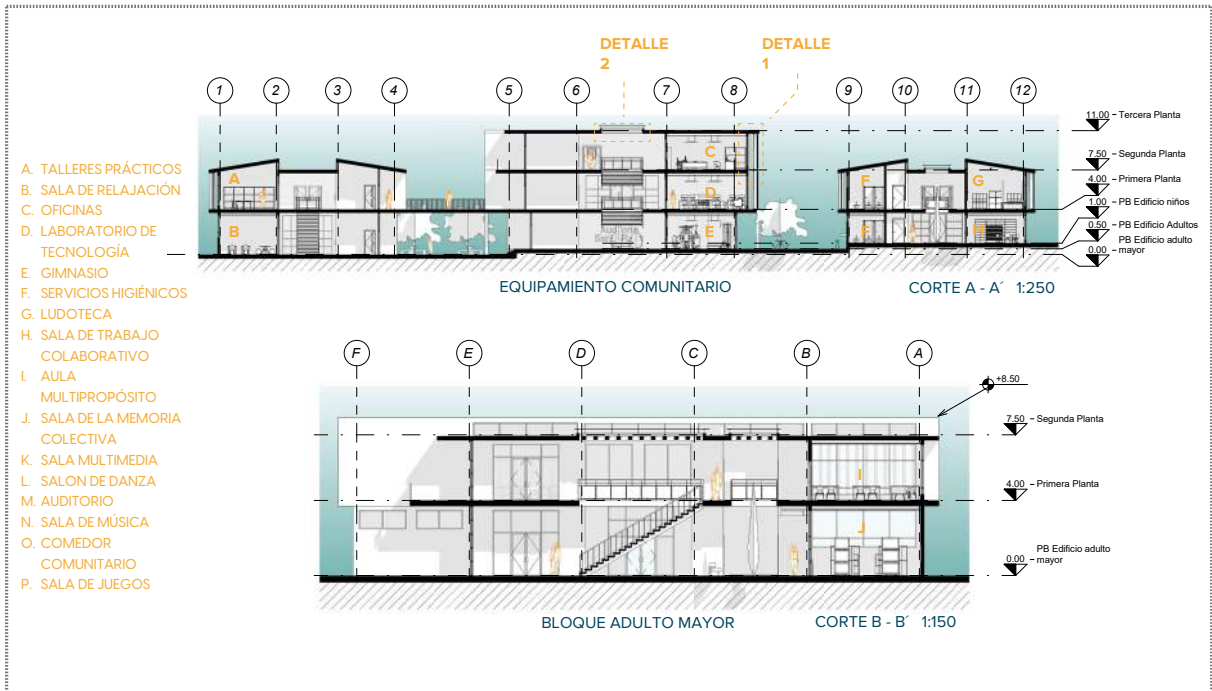 DETALLE
2
DETALLE
1
1 2 3 4 5 6 7 8 9 10 11 12
11.00 Tercera Planta
7.50 Segunda Planta
4.00 Primera Planta
1.00 PB Edificio niños
0.50 PB Edificio Adultos
PB Edificio adulto
0.00 mayor
A. TALLERES PRÁCTICOS
B. SALA DE RELAJACIÓN
C. OFICINAS
D. LABORATORIO DE
TECNOLOGÍA
E. GIMNASIO
F. SERVICIOS HIGIÉNICOS
G. LUDOTECA
H. SALA DE TRABAJO
COLABORATIVO
I. AULA
MULTIPROPÓSITO
J. SALA DE LA MEMORIA
COLECTIVA
K. SALA MULTIMEDIA
L. SALON DE DANZA
M. AUDITORIO
N. SALA DE MÚSICA
O. COMEDOR
COMUNITARIO
P. SALA DE JUEGOS
A
B
C
D
E
F
F
G
H
EQUIPAMIENTO COMUNITARIO
CORTE A - A´ 1:250
F E D C B A
+8.50
7.50 Segunda Planta
4.00 Primera Planta
PB Edificio adulto
0.00 mayor
I
J
BLOQUE ADULTO MAYOR
CORTE B - B´ 1:150